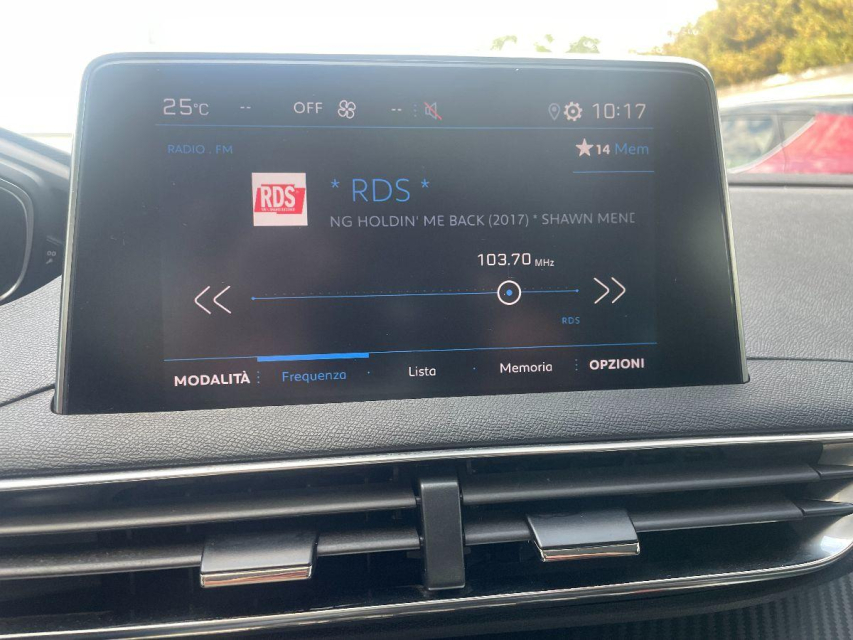 25°C -- OFF -- 10:17
RADIO . FM
14 Mem
RDS
* RDS *
NG HOLDIN' ME BACK (2017) * SHAWN MEND
103.70 MHz
RDS
MODALITÀ Frequenza Lista Memoria OPZIONI